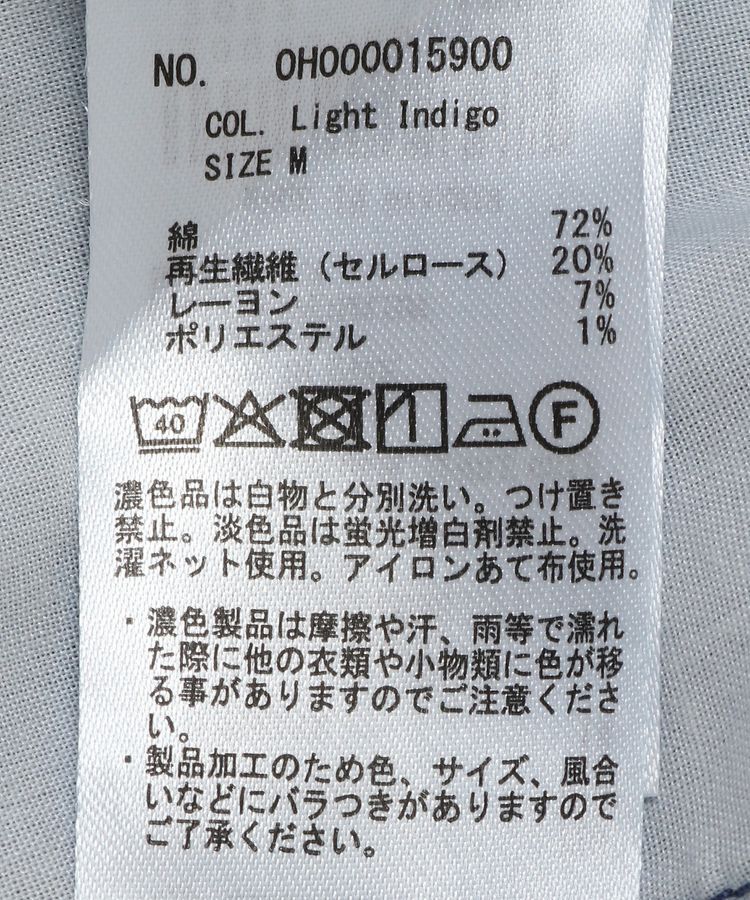 NO. 0H000015900
COL. Light Indigo
SIZE M
綿 72%
再生繊維（セルロース） 20%
レーヨン 7%
ポリエステル 1%
40 F
濃色品は白物と分別洗い。つけ置き
禁止。淡色品は蛍光増白剤禁止。洗
濯ネット使用。アイロンあて布使用。
・濃色製品は摩擦や汗、雨等で濡れ
た際に他の衣類や小物類に色が移
る事がありますのでご注意くださ
い。
・製品加工のため色、サイズ、風合
いなどにバラつきがありますので
ご了承ください。